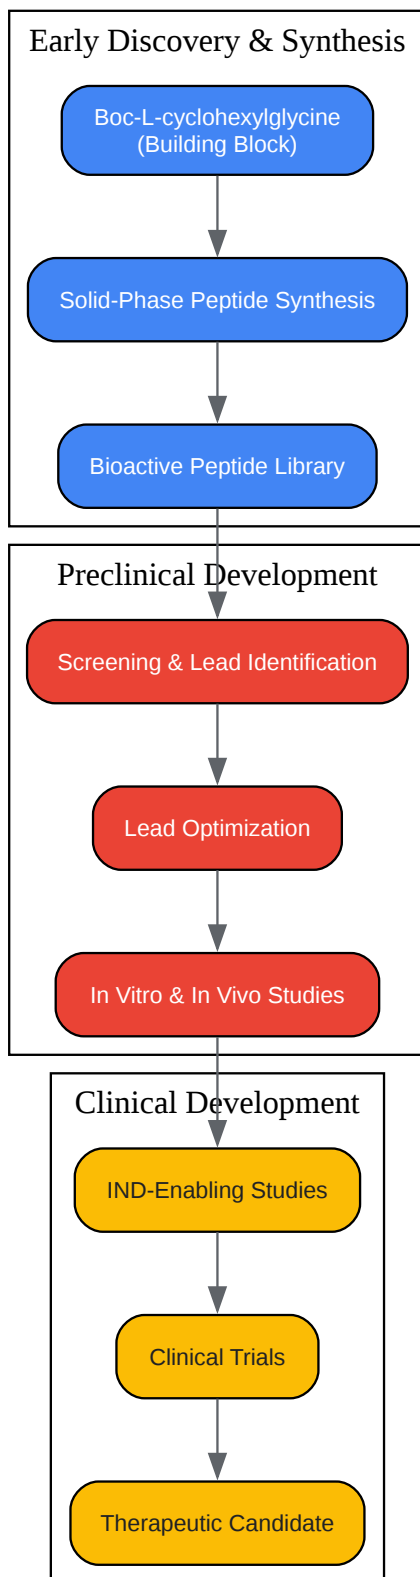 Early Discovery & Synthesis
Boc-L-cyclohexylglycine
(Building Block)
Solid-Phase Peptide Synthesis
Bioactive Peptide Library
Preclinical Development
Screening & Lead Identification
Lead Optimization
In Vitro & In Vivo Studies
Clinical Development
IND-Enabling Studies
Clinical Trials
Therapeutic Candidate